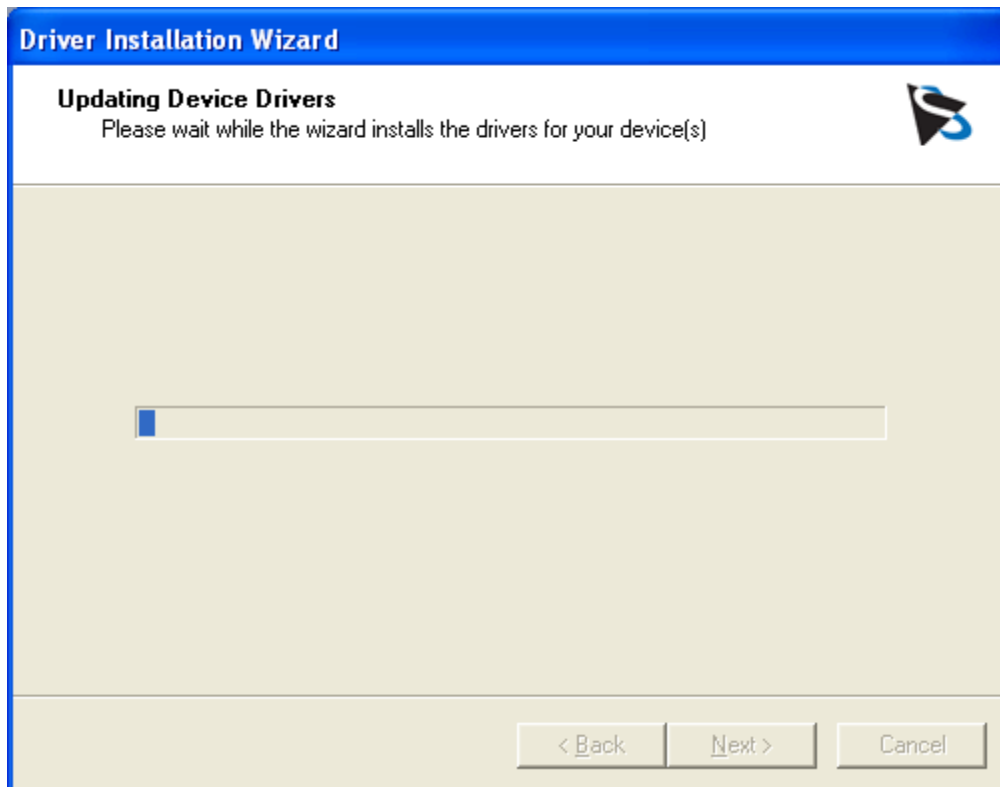 Driver Installation Wizard
Updating Device Drivers
Please wait while the wizard installs the drivers for your device(s)
< Back
Next >
Cancel